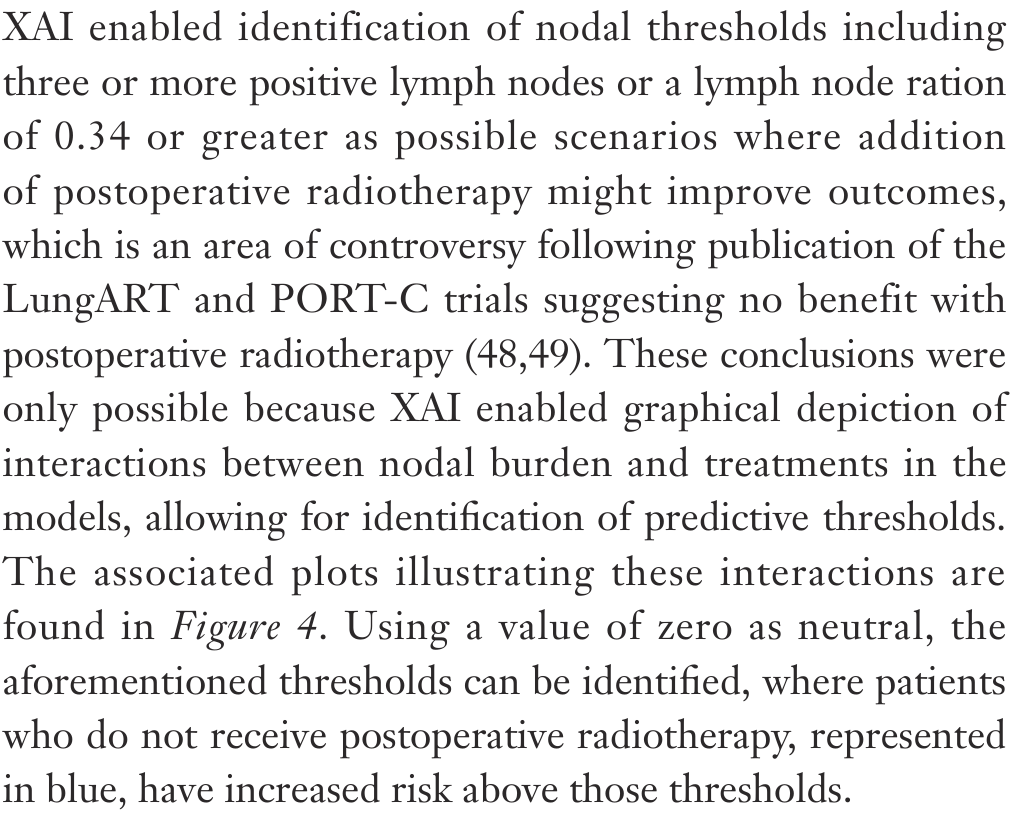 XAI enabled identification of nodal thresholds including
three or more positive lymph nodes or a lymph node ration
of 0.34 or greater as possible scenarios where addition
of postoperative radiotherapy might improve outcomes,
which is an area of controversy following publication of the
LungART and PORT-C trials suggesting no benefit with
postoperative radiotherapy (48,49). These conclusions were
only possible because XAI enabled graphical depiction of
interactions between nodal burden and treatments in the
models, allowing for identification of predictive thresholds.
The associated plots illustrating these interactions are
found in Figure 4. Using a value of zero as neutral, the
aforementioned thresholds can be identified, where patients
who do not receive postoperative radiotherapy, represented
in blue, have increased risk above those thresholds.